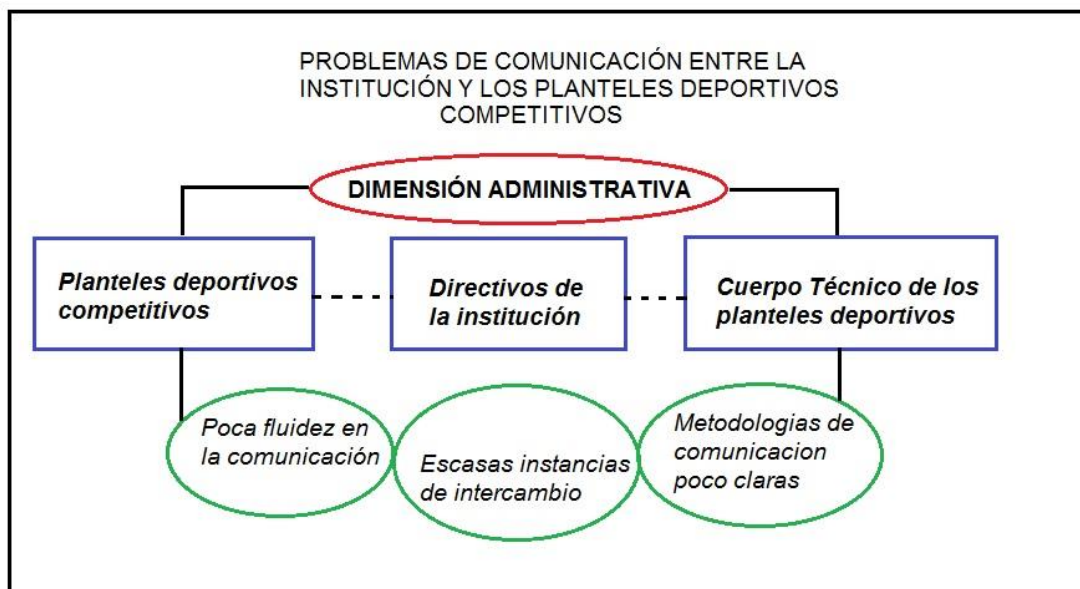 PROBLEMAS DE COMUNICACIÓN ENTRE LA
INSTITUCIÓN Y LOS PLANTELES DEPORTIVOS
COMPETITIVOS
DIMENSIÓN ADMINISTRATIVA
Planteles deportivos
competitivos
Directivos de
la institución
Cuerpo Técnico de los
planteles deportivos
Poca fluidez en
la comunicación
Escasas instancias
de intercambio
Metodologias de
comunicacion
poco claras